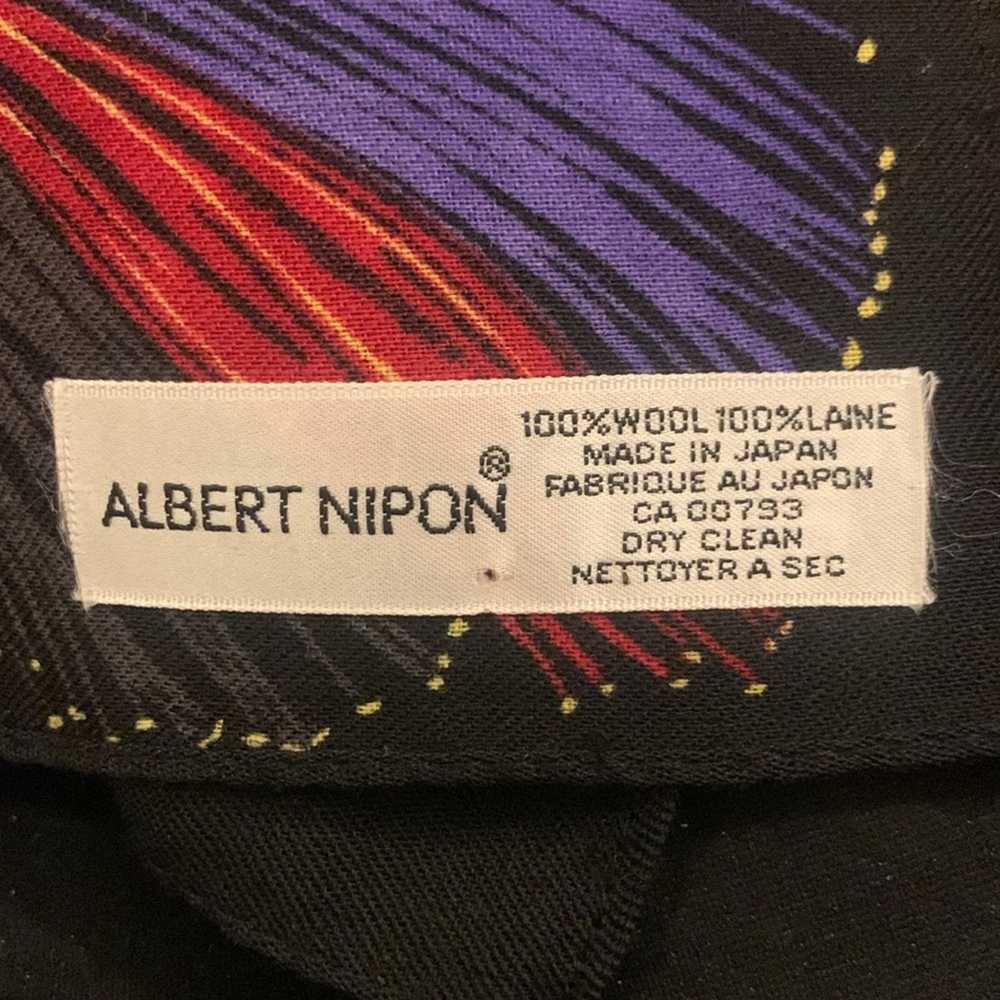 ALBERT NIPON®
100%WOOL 100%LAINE
MADE IN JAPAN
FABRIQUE AU JAPON
CA 00793
DRY CLEAN
NETTOYER A SEC